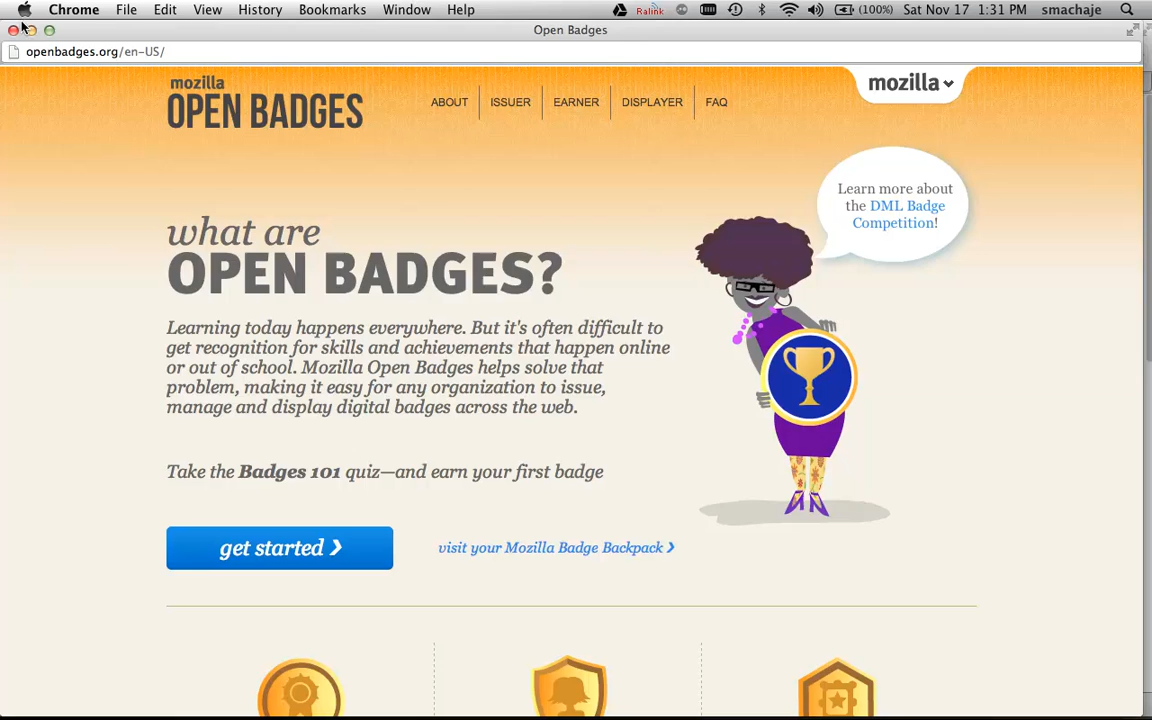 Chrome File Edit View History Bookmarks Window Help Ralink (100%) Sat Nov 17 1:31 PM smachaje
Open Badges
openbadges.org/en-US/
mozilla
OPEN BADGES
ABOUT ISSUER EARNER DISPLAYER FAQ
mozilla
Learn more about
the DML Badge
Competition!
what are
OPEN BADGES?
Learning today happens everywhere. But it's often difficult to
get recognition for skills and achievements that happen online
or out of school. Mozilla Open Badges helps solve that
problem, making it easy for any organization to issue,
manage and display digital badges across the web.
Take the Badges 101 quiz—and earn your first badge
get started ❯
visit your Mozilla Badge Backpack ❯